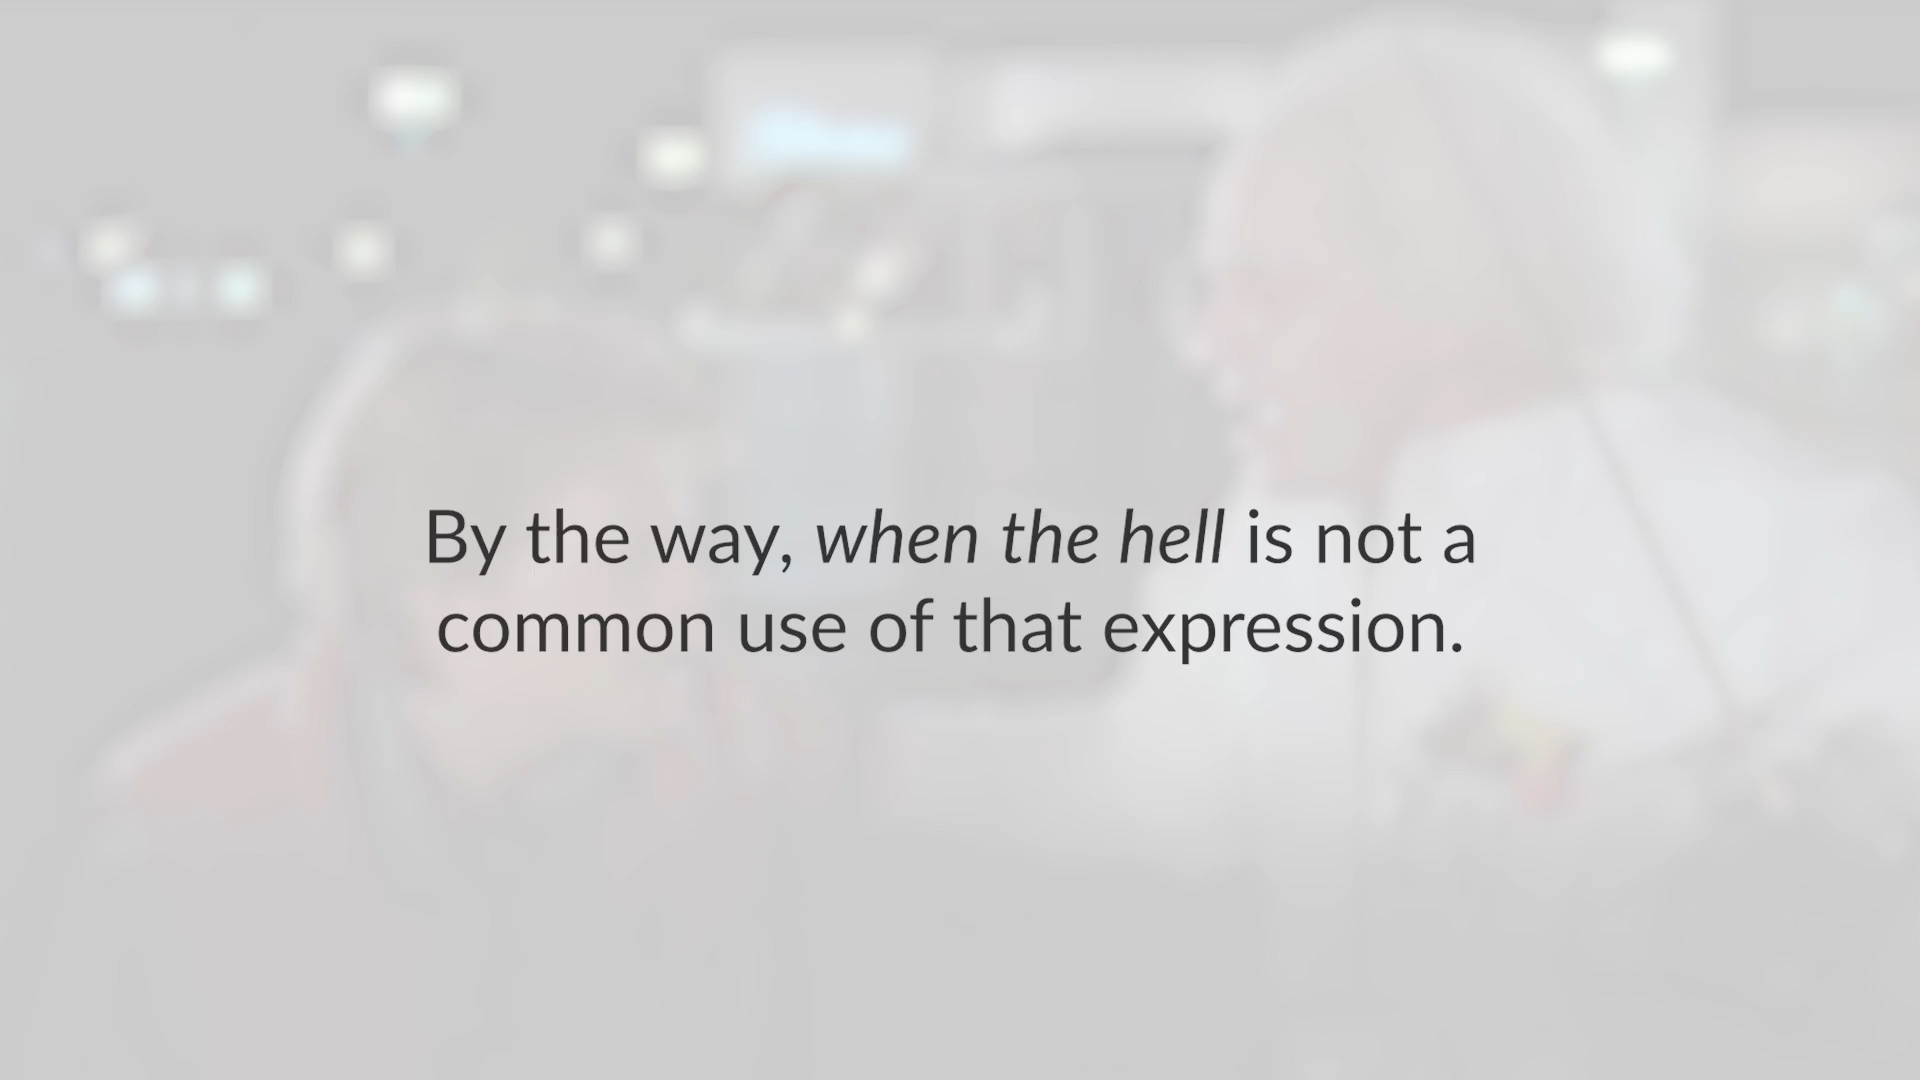 By the way, when the hell is not a
common use of that expression.